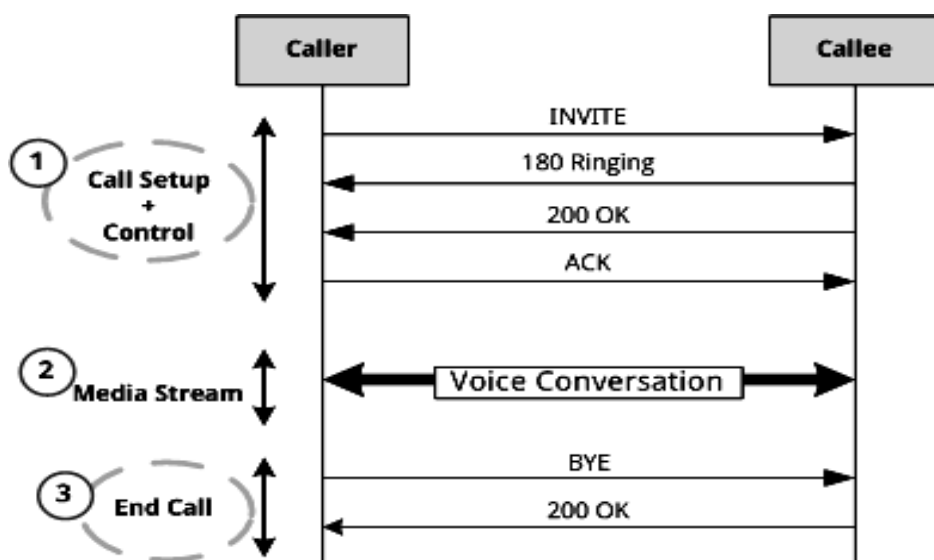 Caller
Callee
INVITE
1
180 Ringing
Call Setup
+
Control
200 OK
ACK
2
Media Stream
Voice Conversation
BYE
3
End Call
200 OK